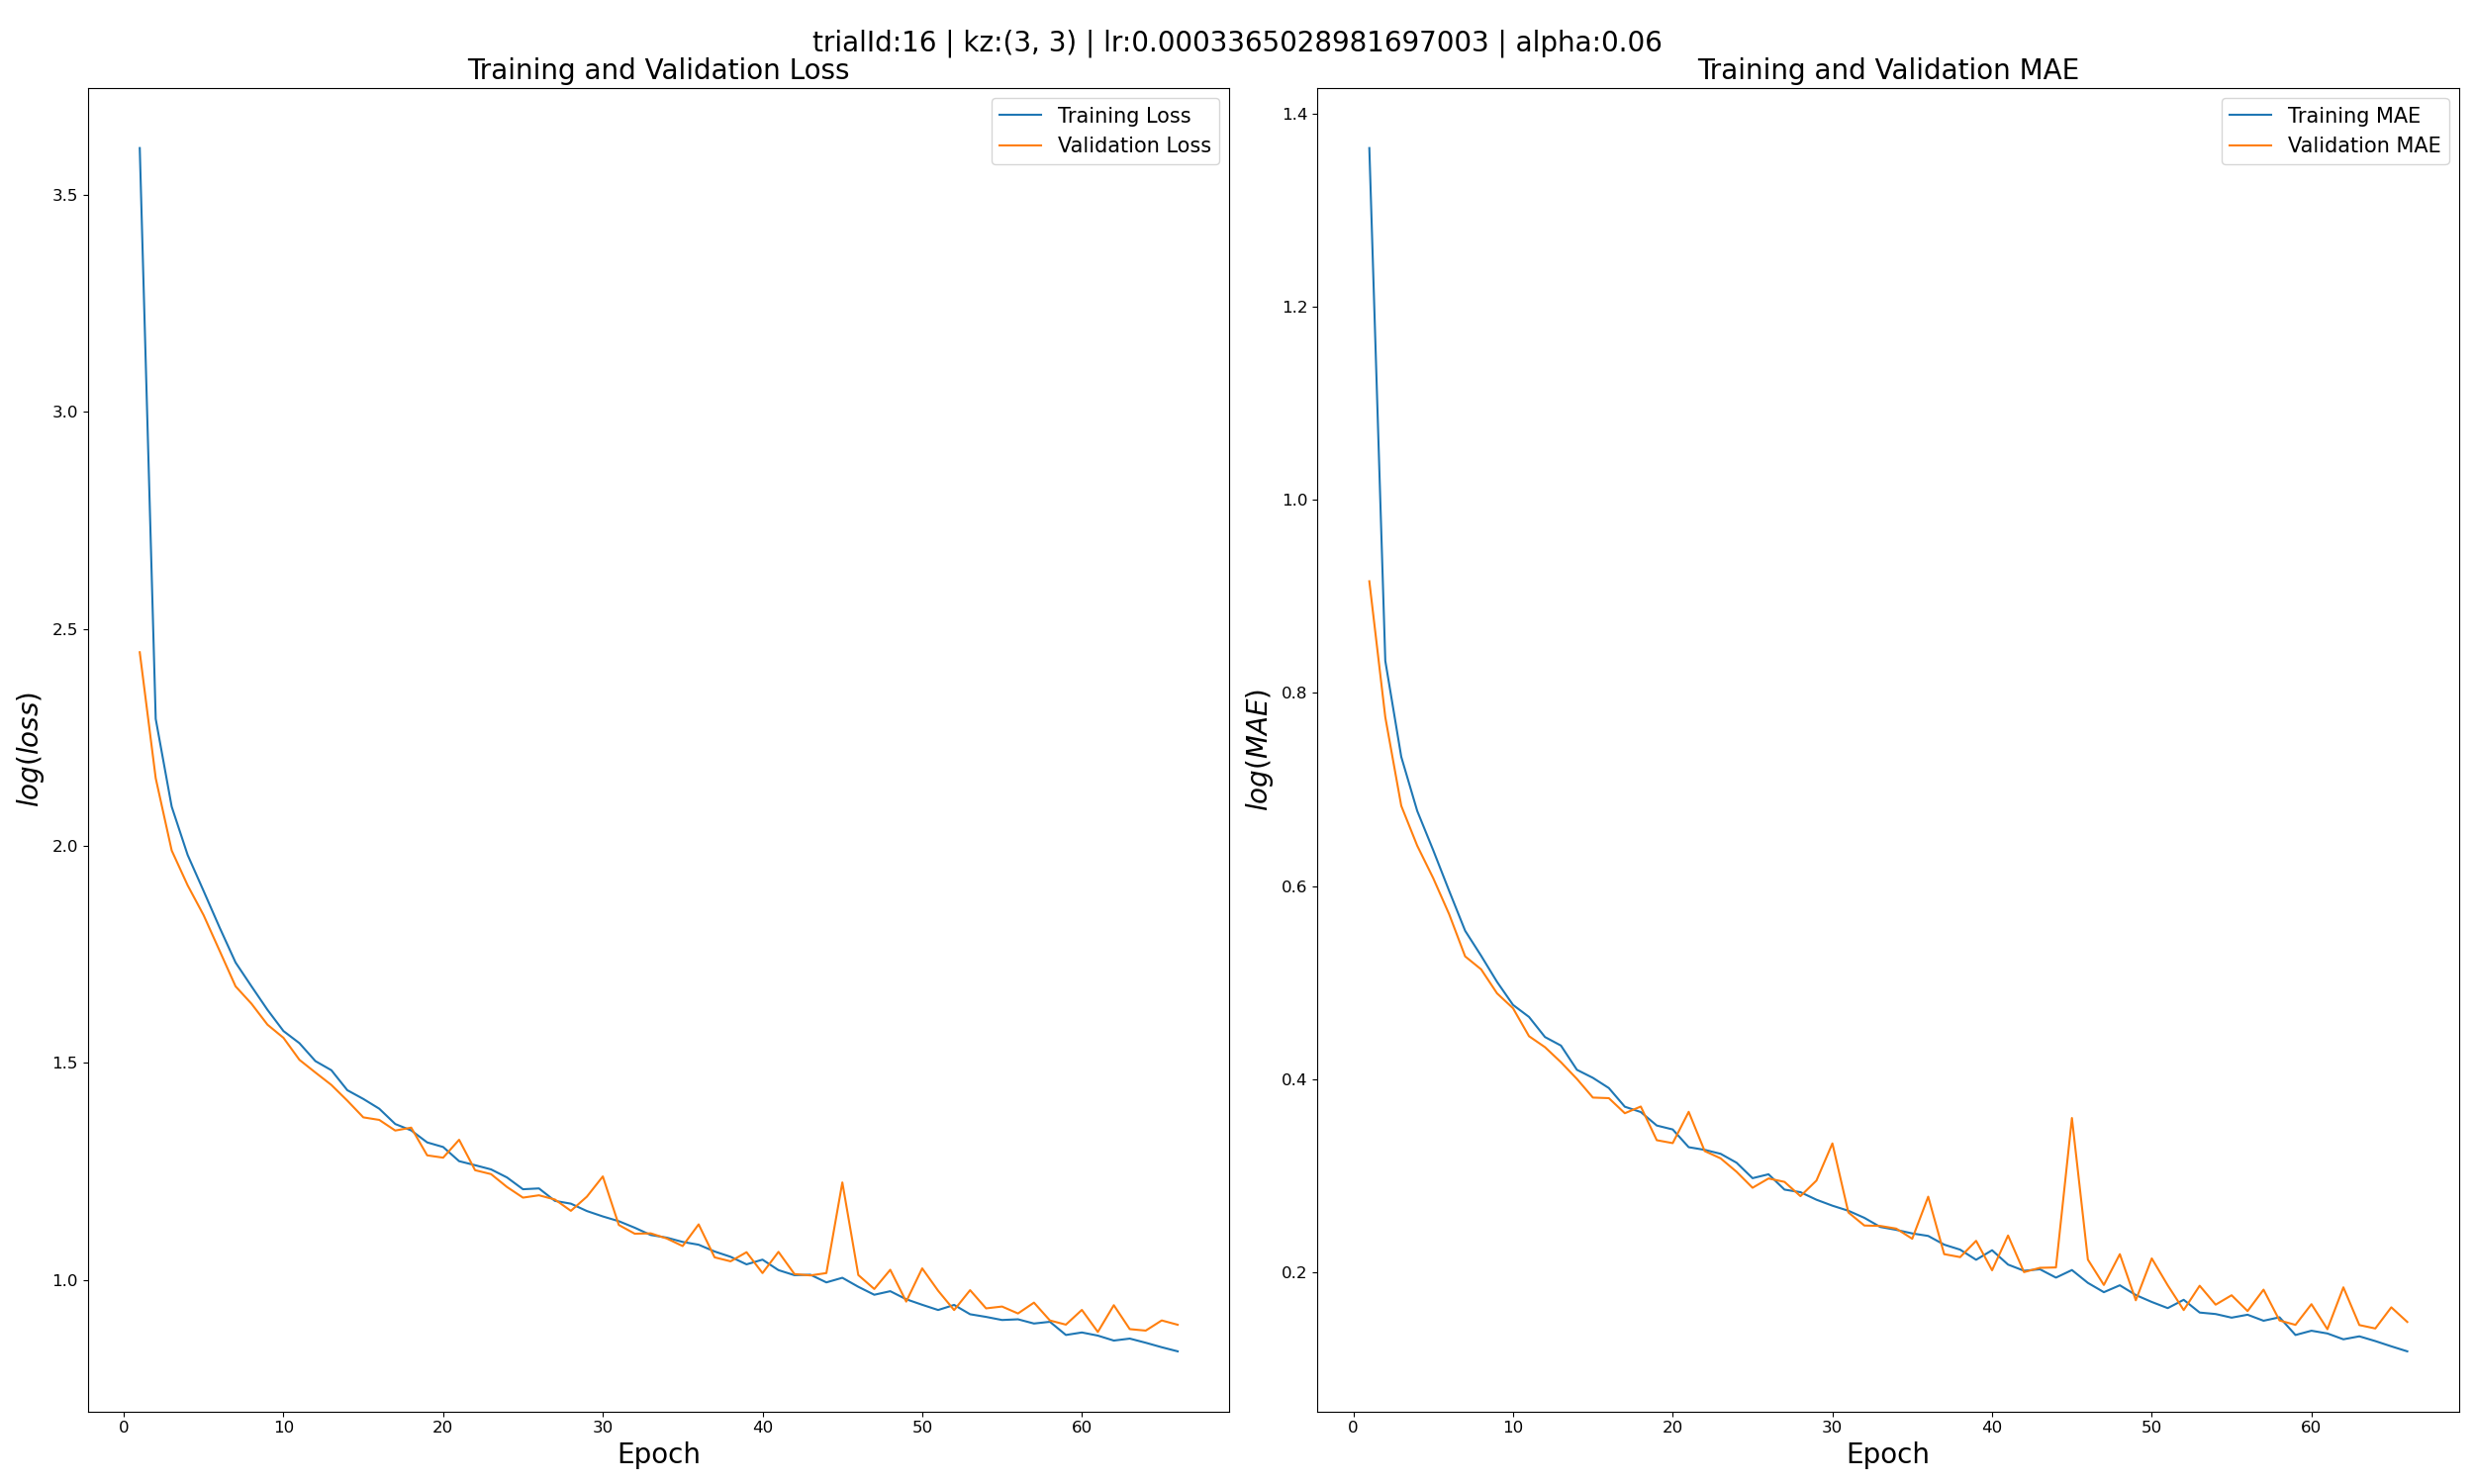 trialId:16 | kz:(3, 3) | lr:0.0003365028981697003 | alpha:0.06
Training and Validation Loss
Training Loss
Validation Loss
3.5
3.0
2.5
2.0
1.5
1.0
log(loss)
0 10 20 30 40 50 60
Epoch
Training and Validation MAE
Training MAE
Validation MAE
1.4
1.2
1.0
0.8
0.6
0.4
0.2
log(MAE)
0 10 20 30 40 50 60
Epoch